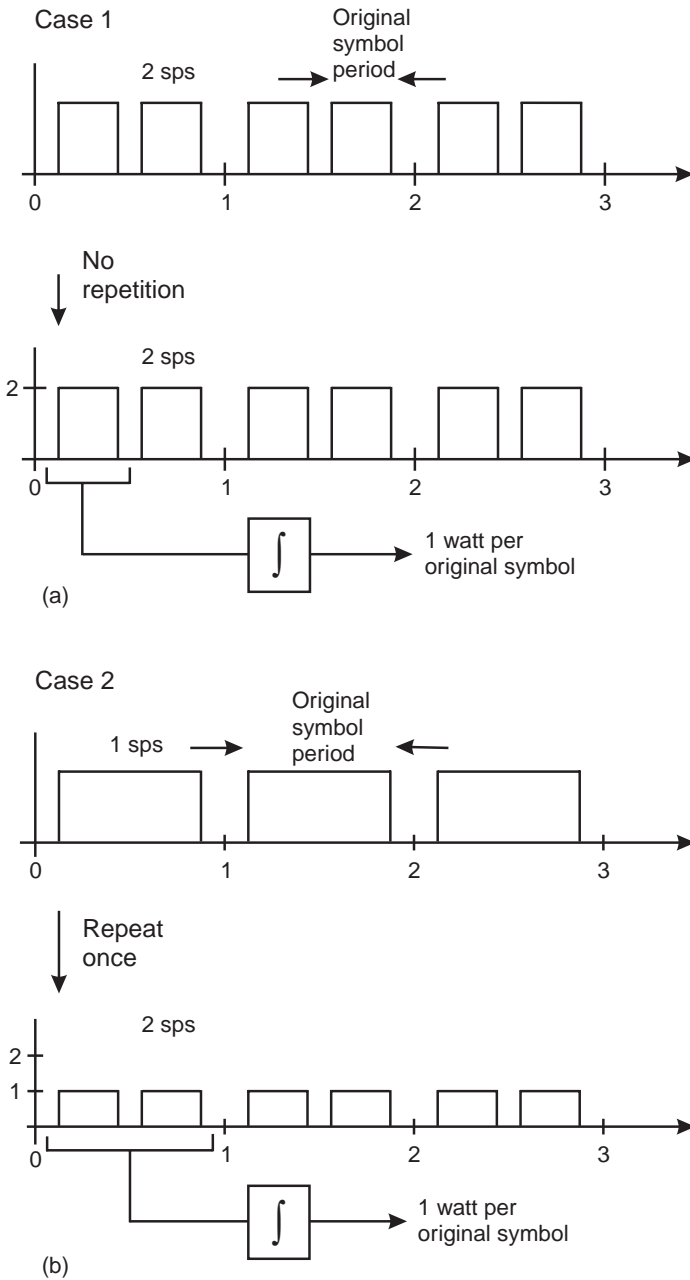 Case 1
Original
symbol
period
2 sps
0 1 2 3
No
repetition
2 sps
2
0 1 2 3
∫
1 watt per
original symbol
(a)
Case 2
Original
symbol
period
1 sps
0 1 2 3
Repeat
once
2 sps
2
1
0 1 2 3
∫
1 watt per
original symbol
(b)